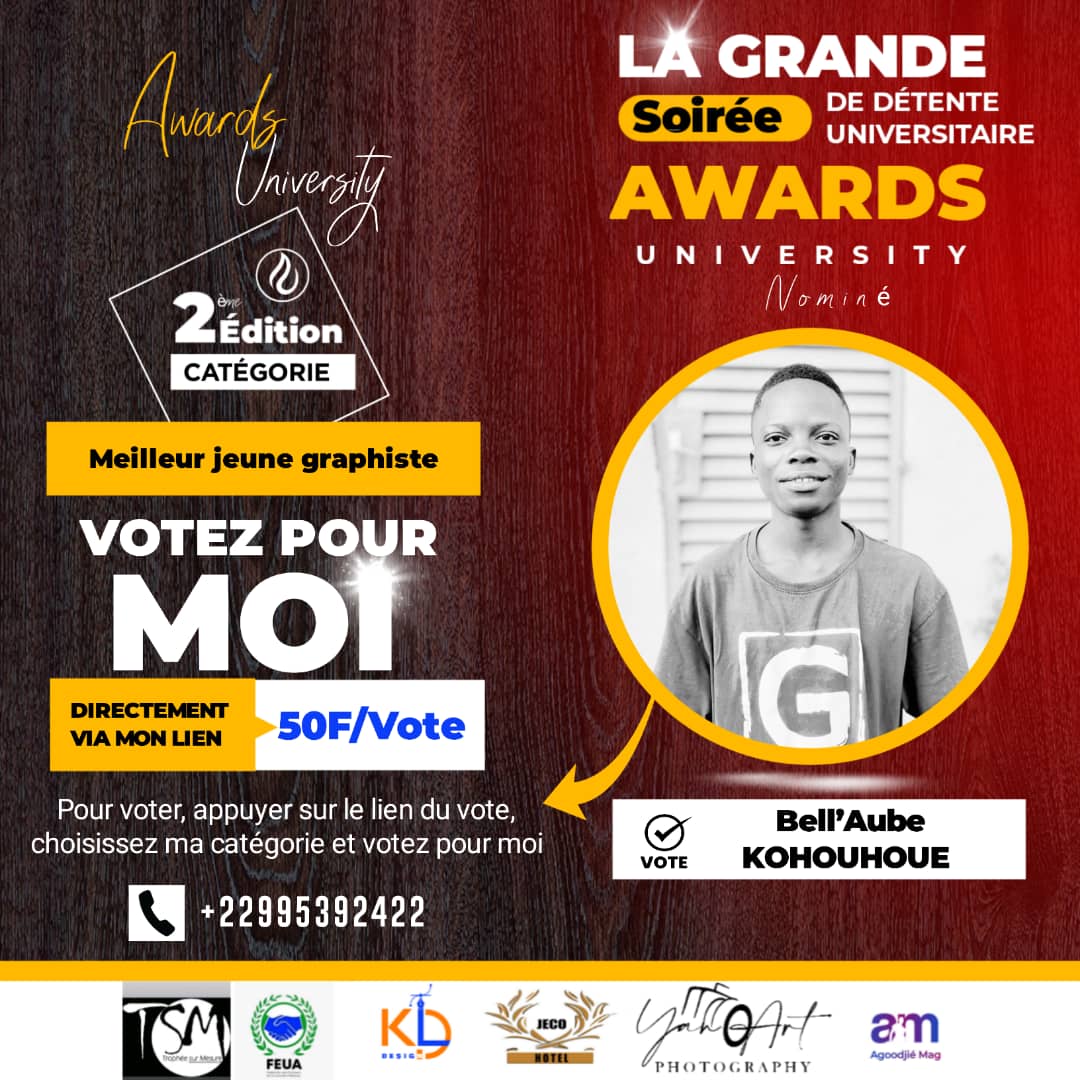 Awards
University
2ème
Édition
CATÉGORIE
Meilleur jeune graphiste
VOTEZ POUR
MOI
DIRECTEMENT
VIA MON LIEN
50F/Vote
Pour voter, appuyer sur le lien du vote,
choisissez ma catégorie et votez pour moi
+22995392422
LA GRANDE
Soirée
DE DÉTENTE
UNIVERSITAIRE
AWARDS
UNIVERSITY
Nominé
G
VOTE
Bell'Aube
KOHOUHOUE
TSM
Trophée sur Mesure
FEUA
KD
DESIGN
JECO
HOTEL
YanOArt
PHOTOGRAPHY
am
Agoodjié Mag